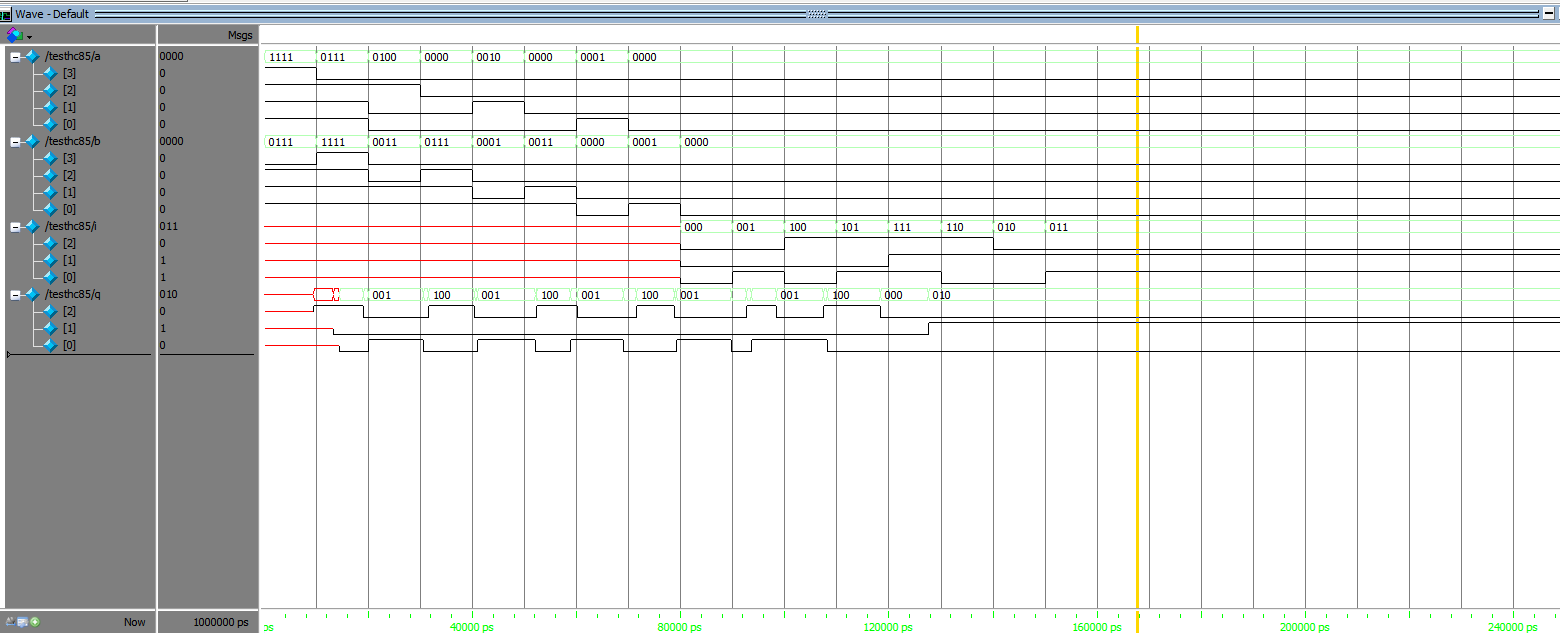 Wave - Default
Msgs
/testhc85/a 0000 1111 0111 0100 0000 0010 0000 0001 0000
[3] 0
[2] 0
[1] 0
[0] 0
/testhc85/b 0000 0111 1111 0011 0111 0001 0011 0000 0001 0000
[3] 0
[2] 0
[1] 0
[0] 0
/testhc85/i 011 000 001 100 101 111 110 010 011
[2] 0
[1] 1
[0] 1
/testhc85/q 010 001 100 001 100 001 100 001 001 100 000 010
[2] 0
[1] 1
[0] 0
Now 1000000 ps ps 40000 ps 80000 ps 120000 ps 160000 ps 200000 ps 240000 ps